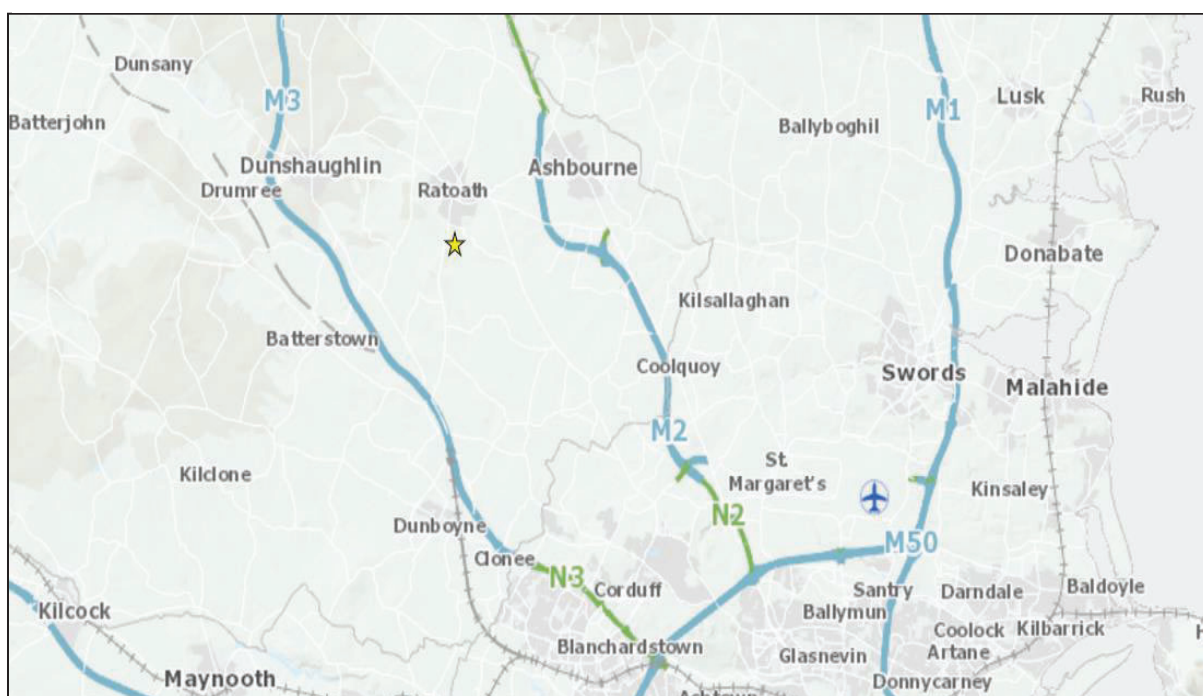 Dunsany
M3
M1
Lusk
Rush
Batterjohn
Ballyboghil
Dunshaughlin
Ashbourne
Drumree
Ratoath
Donabate
Kilsallaghan
Batterstown
Coolquoy
Swords
Malahide
M2
Kilclone
St.
Margaret's
Kinsaley
Dunboyne
N2
M50
Clonee
N3
Corduff
Santry
Darndale
Baldoyle
Kilcock
Ballymun
Coolock
Kilbarrick
H
Blanchardstown
Glasnevin
Artane
Maynooth
Donnycarney
Ashtown